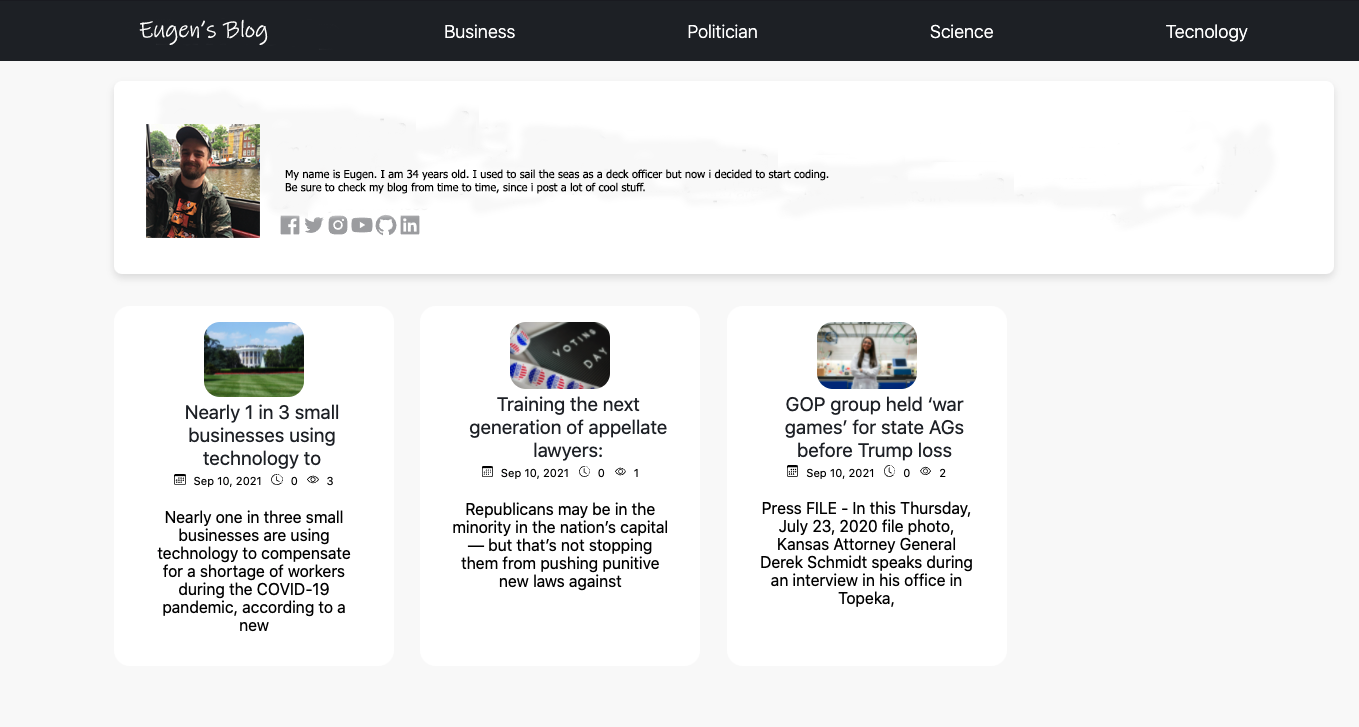 Eugen's Blog Business Politician Science Tecnology
My name is Eugen. I am 34 years old. I used to sail the seas as a deck officer but now i decided to start coding.
Be sure to check my blog from time to time, since i post a lot of cool stuff.
Nearly 1 in 3 small
businesses using
technology to
Sep 10, 2021 0 3
Nearly one in three small
businesses are using
technology to compensate
for a shortage of workers
during the COVID-19
pandemic, according to a
new
VOTING
DAY
Training the next
generation of appellate
lawyers:
Sep 10, 2021 0 1
Republicans may be in the
minority in the nation’s capital
— but that’s not stopping
them from pushing punitive
new laws against
GOP group held ‘war
games’ for state AGs
before Trump loss
Sep 10, 2021 0 2
Press FILE - In this Thursday,
July 23, 2020 file photo,
Kansas Attorney General
Derek Schmidt speaks during
an interview in his office in
Topeka,